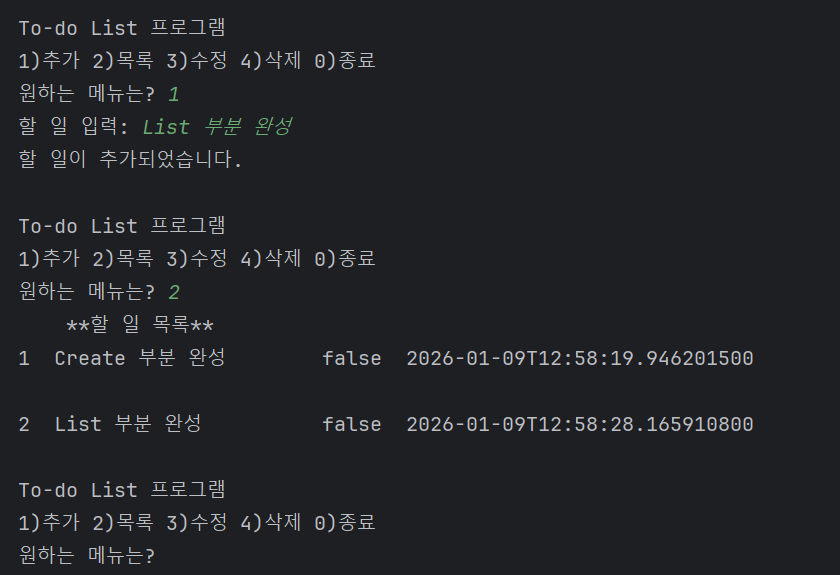 To-do List 프로그램
1)추가 2)목록 3)수정 4)삭제 0)종료
원하는 메뉴는? 1
할 일 입력: List 부분 완성
할 일이 추가되었습니다.
To-do List 프로그램
1)추가 2)목록 3)수정 4)삭제 0)종료
원하는 메뉴는? 2
**할 일 목록**
1 Create 부분 완성 false 2026-01-09T12:58:19.946201500
2 List 부분 완성 false 2026-01-09T12:58:28.165910800
To-do List 프로그램
1)추가 2)목록 3)수정 4)삭제 0)종료
원하는 메뉴는?